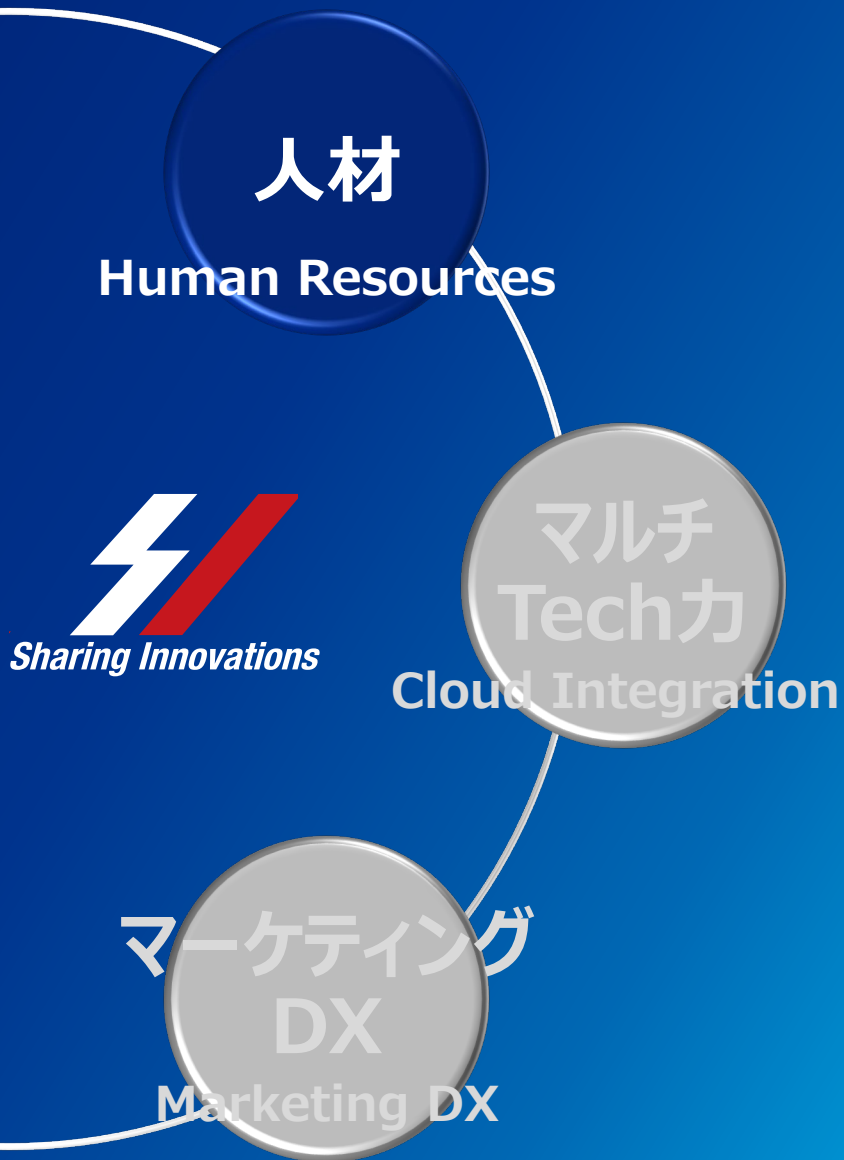 人材
Human Resources
Sharing Innovations
マルチ
Tech力
Cloud Integration
マーケティング
DX
Marketing DX